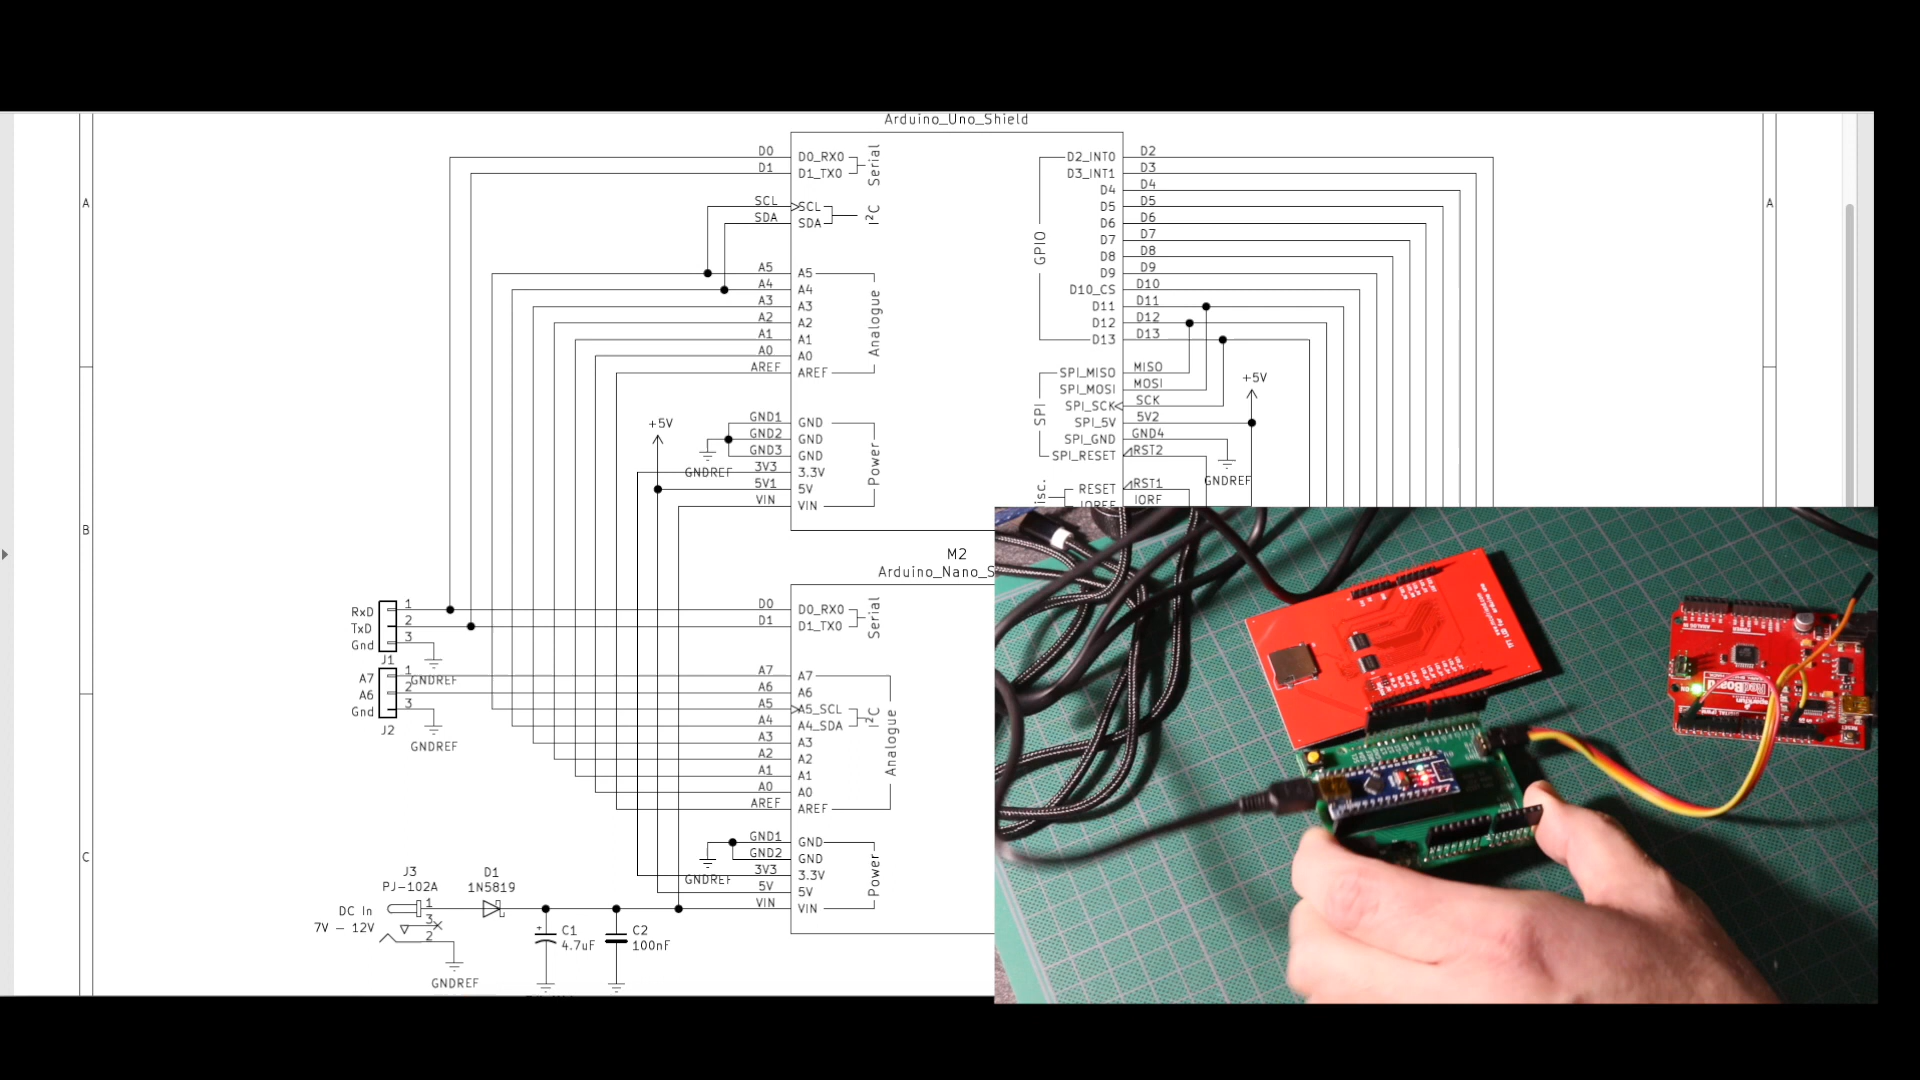 Arduino_Uno_Shield
D0 D0_RX0
D1 D1_TX0
Serial
SCL SCL
SDA SDA
I²C
A5 A5
A4 A4
A3 A3
A2 A2
A1 A1
A0 A0
AREF AREF
Analogue
+5V
GND1 GND
GND2 GND
GND3 GND
GNDREF
3V3 3.3V
5V1 5V
VIN VIN
Power
D2_INT0 D2
D3_INT1 D3
D4 D4
D5 D5
D6 D6
D7 D7
D8 D8
D9 D9
D10_CS D10
D11 D11
D12 D12
D13 D13
GPIO
SPI_MISO MISO
SPI_MOSI MOSI
SPI_SCK SCK
SPI_5V 5V2
SPI_GND GND4
SPI_RESET RST2
SPI
+5V
GNDREF
RESET RST1
IORF
A
A
B
C
M2
Arduino_Nano_S
RxD 1
TxD 2
Gnd 3
J1
GNDREF
A7 1
A6 2
Gnd 3
J2
GNDREF
D0 D0_RX0
D1 D1_TX0
Serial
A7 A7
A6 A6
A5 A5_SCL
A4 A4_SDA
I²C
A3 A3
A2 A2
A1 A1
A0 A0
AREF AREF
Analogue
GND1 GND
GND2 GND
GNDREF
3V3 3.3V
5V 5V
VIN VIN
Power
J3
PJ-102A
DC In
7V – 12V
1
3
2
GNDREF
D1
1N5819
C1
4.7uF
C2
100nF
RedBoard